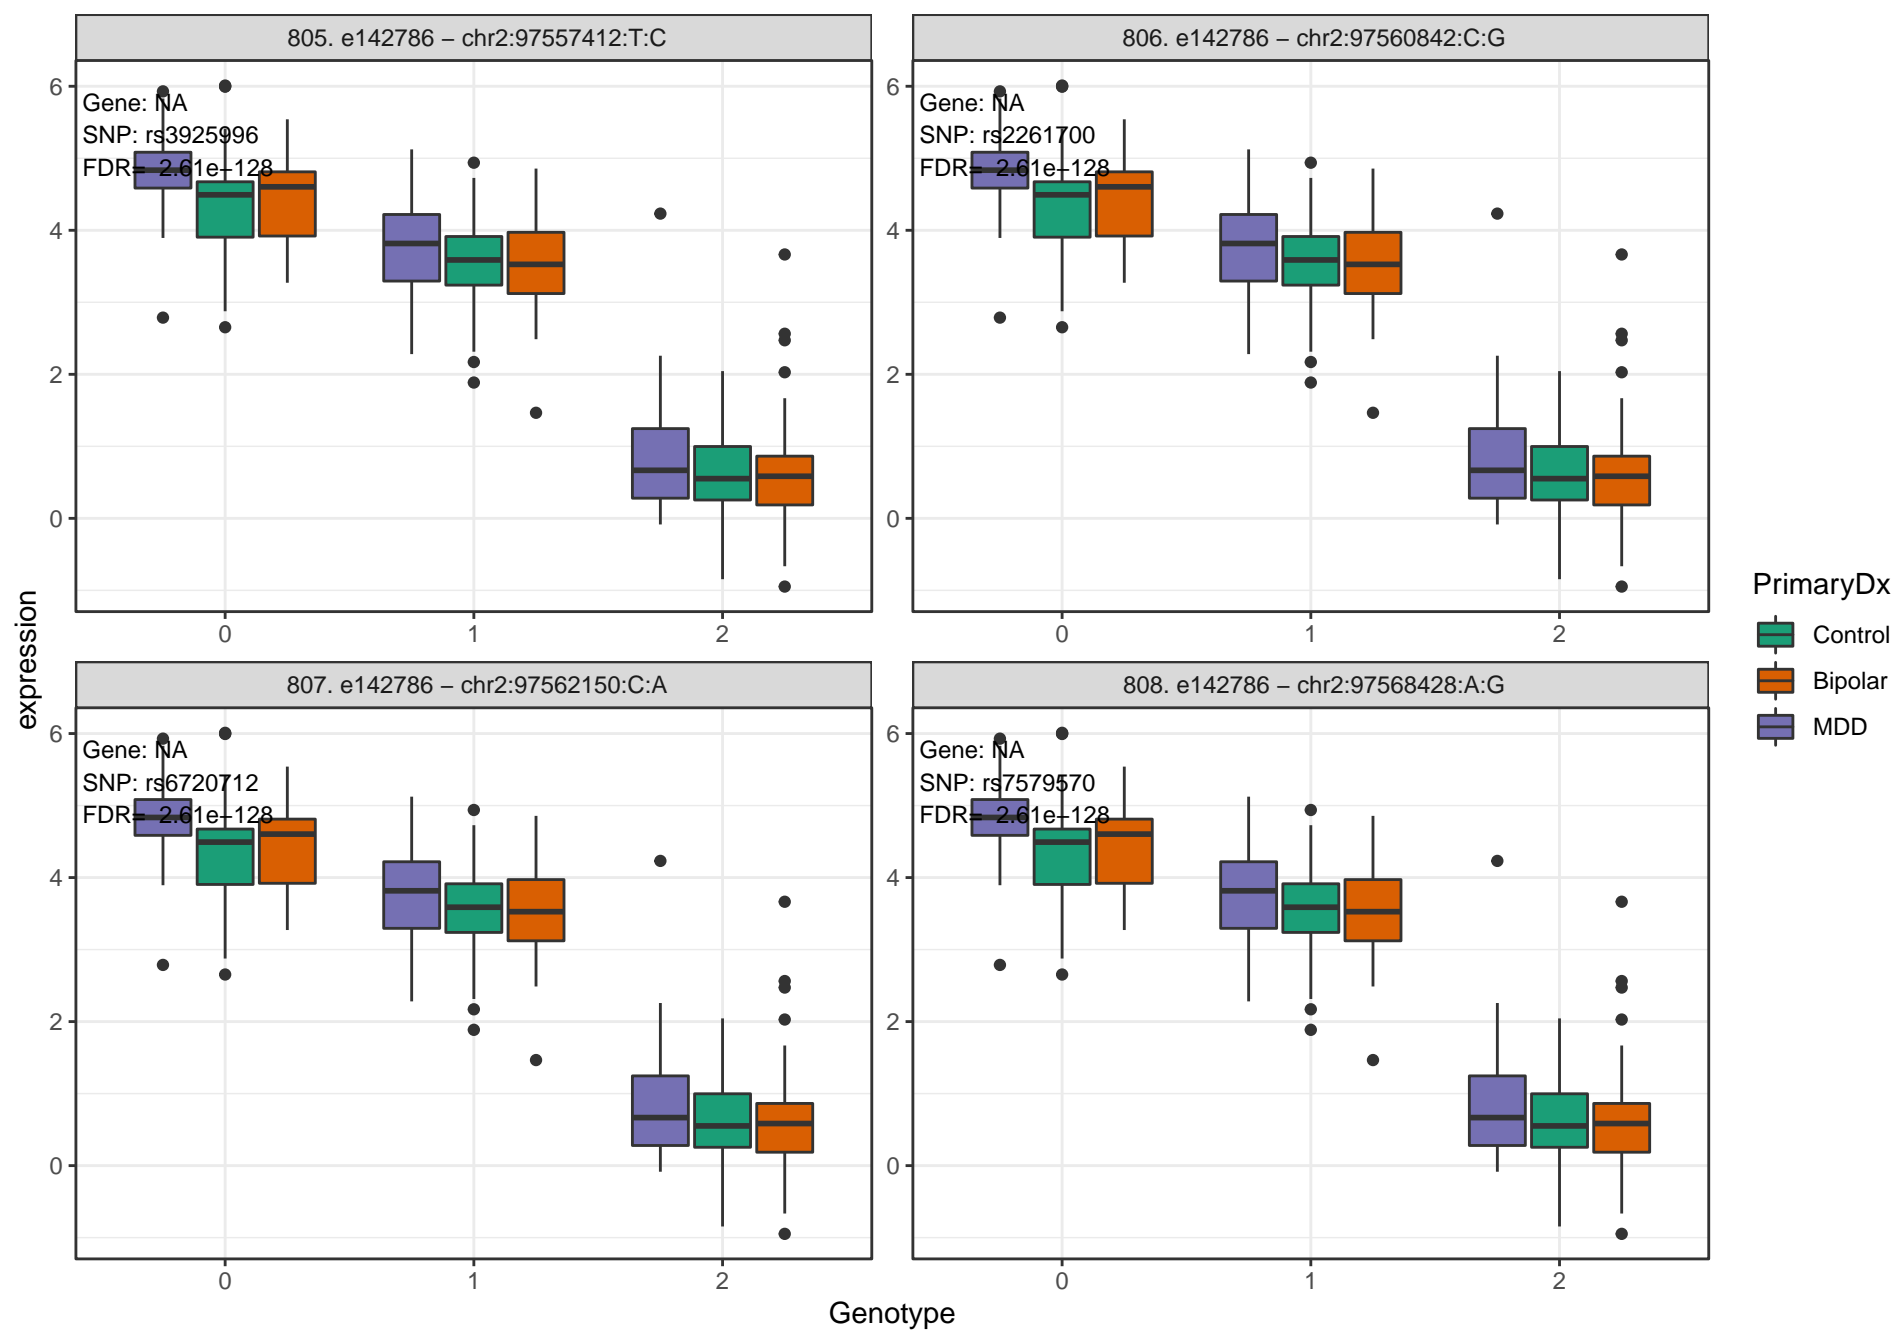 805. e142786 − chr2:97557412:T:C
806. e142786 − chr2:97560842:C:G
6
4
2
0
Gene: NA
SNP: rs3925996
FDR= 2.61e−128
0
1
2
6
4
2
0
Gene: NA
SNP: rs2261700
FDR= 2.61e−128
0
1
2
807. e142786 − chr2:97562150:C:A
808. e142786 − chr2:97568428:A:G
6
4
2
0
Gene: NA
SNP: rs6720712
FDR= 2.61e−128
0
1
2
6
4
2
0
Gene: NA
SNP: rs7579570
FDR= 2.61e−128
0
1
2
expression
Genotype
PrimaryDx
Control
Bipolar
MDD